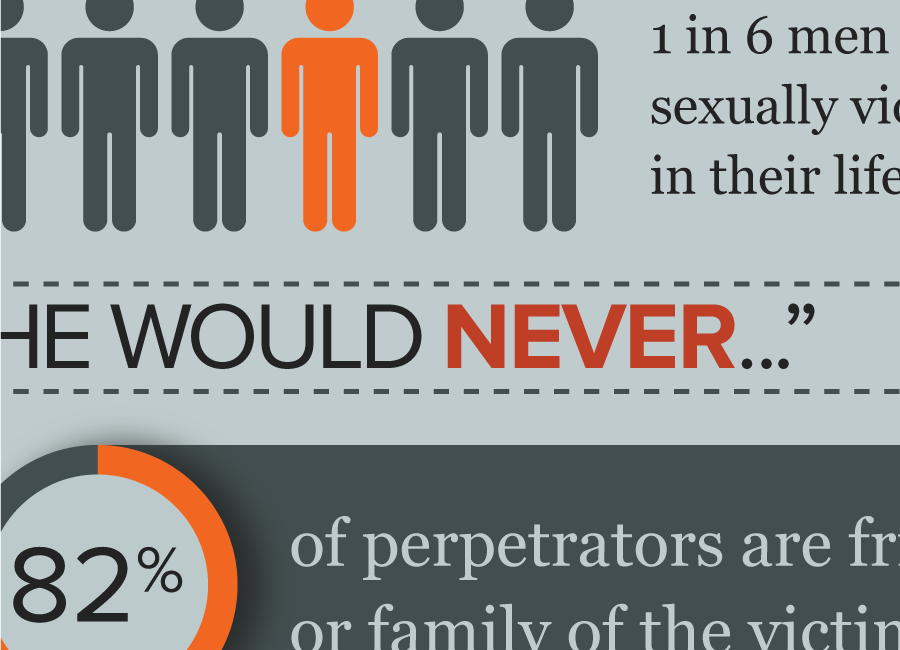 1 in 6 men
sexually
in their
HE WOULD NEVER...”
82%
of perpetrators are
or family of the